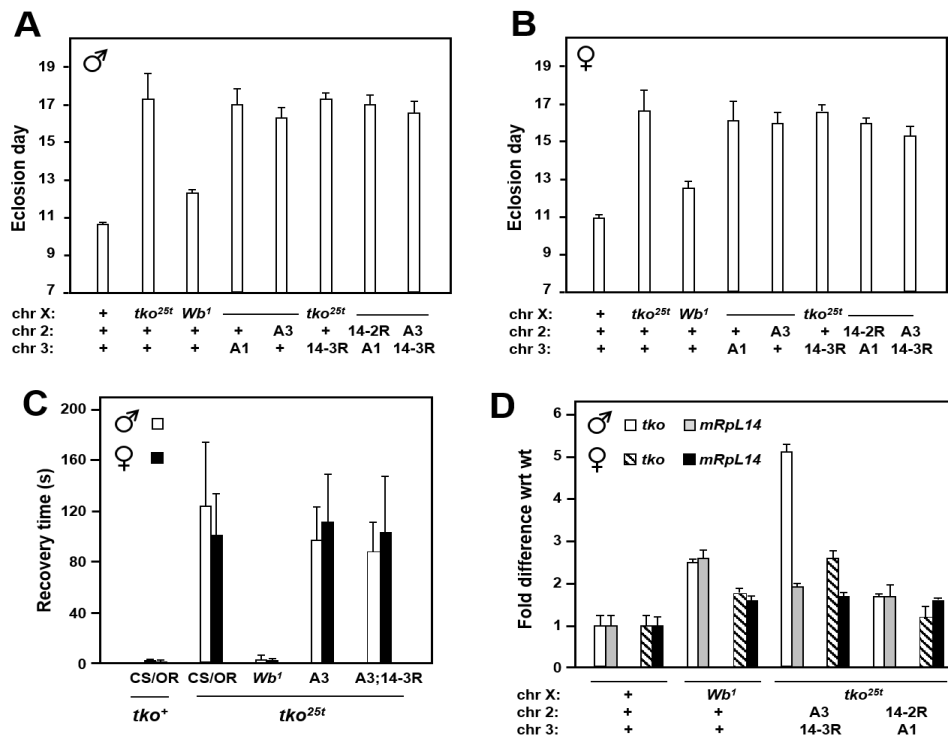 A
♂
Eclosion day
19
17
15
13
11
9
7
chr X: + tko25t Wb1 tko25t
chr 2: + + + + A3 + 14-2R A3
chr 3: + + + A1 + 14-3R A1 14-3R
B
♀
Eclosion day
19
17
15
13
11
9
7
chr X: + tko25t Wb1 tko25t
chr 2: + + + + A3 + 14-2R A3
chr 3: + + + A1 + 14-3R A1 14-3R
C
♂
♀
Recovery time (s)
200
160
120
80
40
0
CS/OR CS/OR Wb1 A3 A3;14-3R
tko+ tko25t
D
♂ tko mRpL14
♀ tko mRpL14
Fold difference wrt wt
6
5
4
3
2
1
0
chr X: + Wb1 tko25t
chr 2: + + A3 14-2R
chr 3: + + 14-3R A1